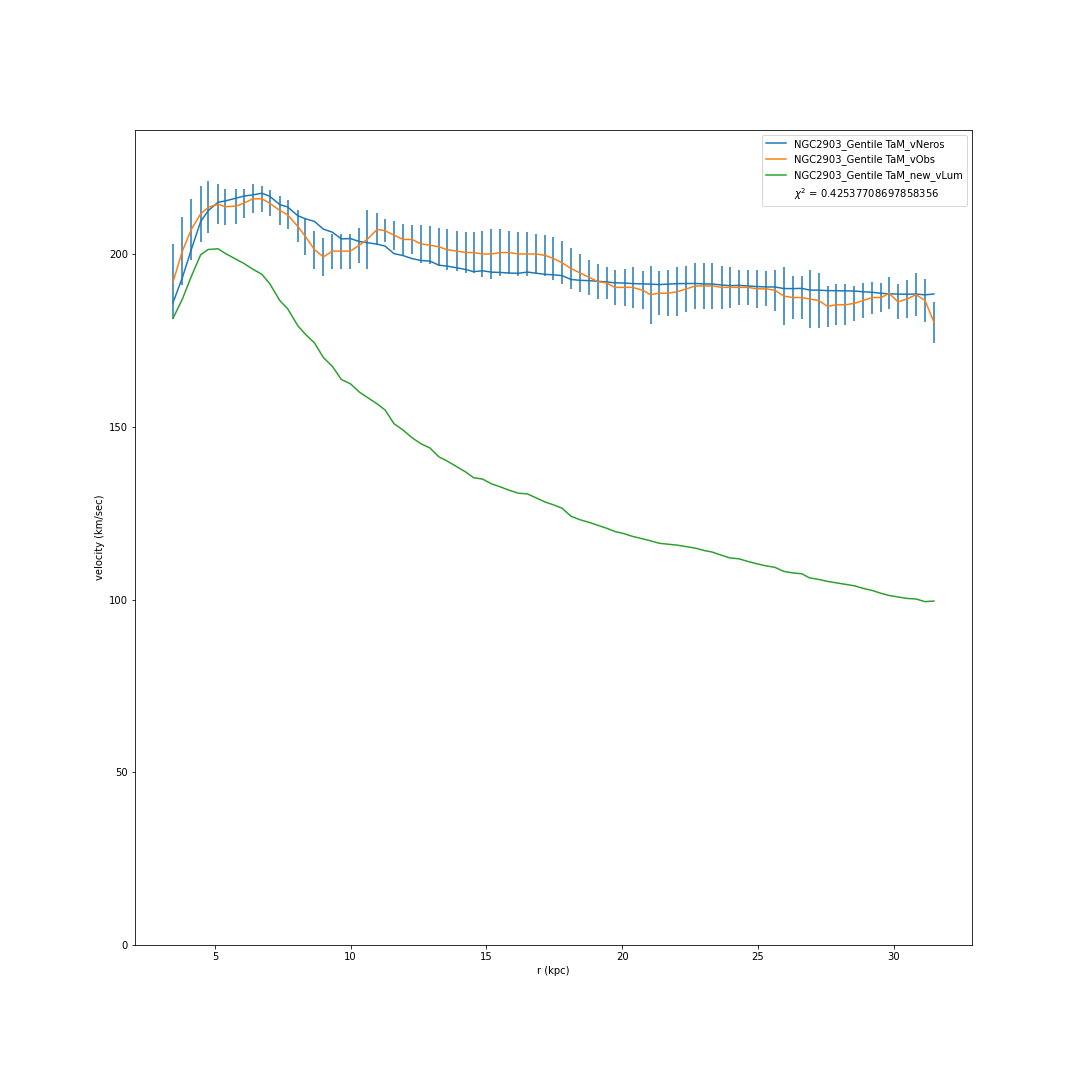 NGC2903_Gentile TaM_vNeros
NGC2903_Gentile TaM_vObs
NGC2903_Gentile TaM_new_vLum
χ² = 0.42537708697858356
200
150
100
50
0
velocity (km/sec)
5
10
15
20
25
30
r (kpc)